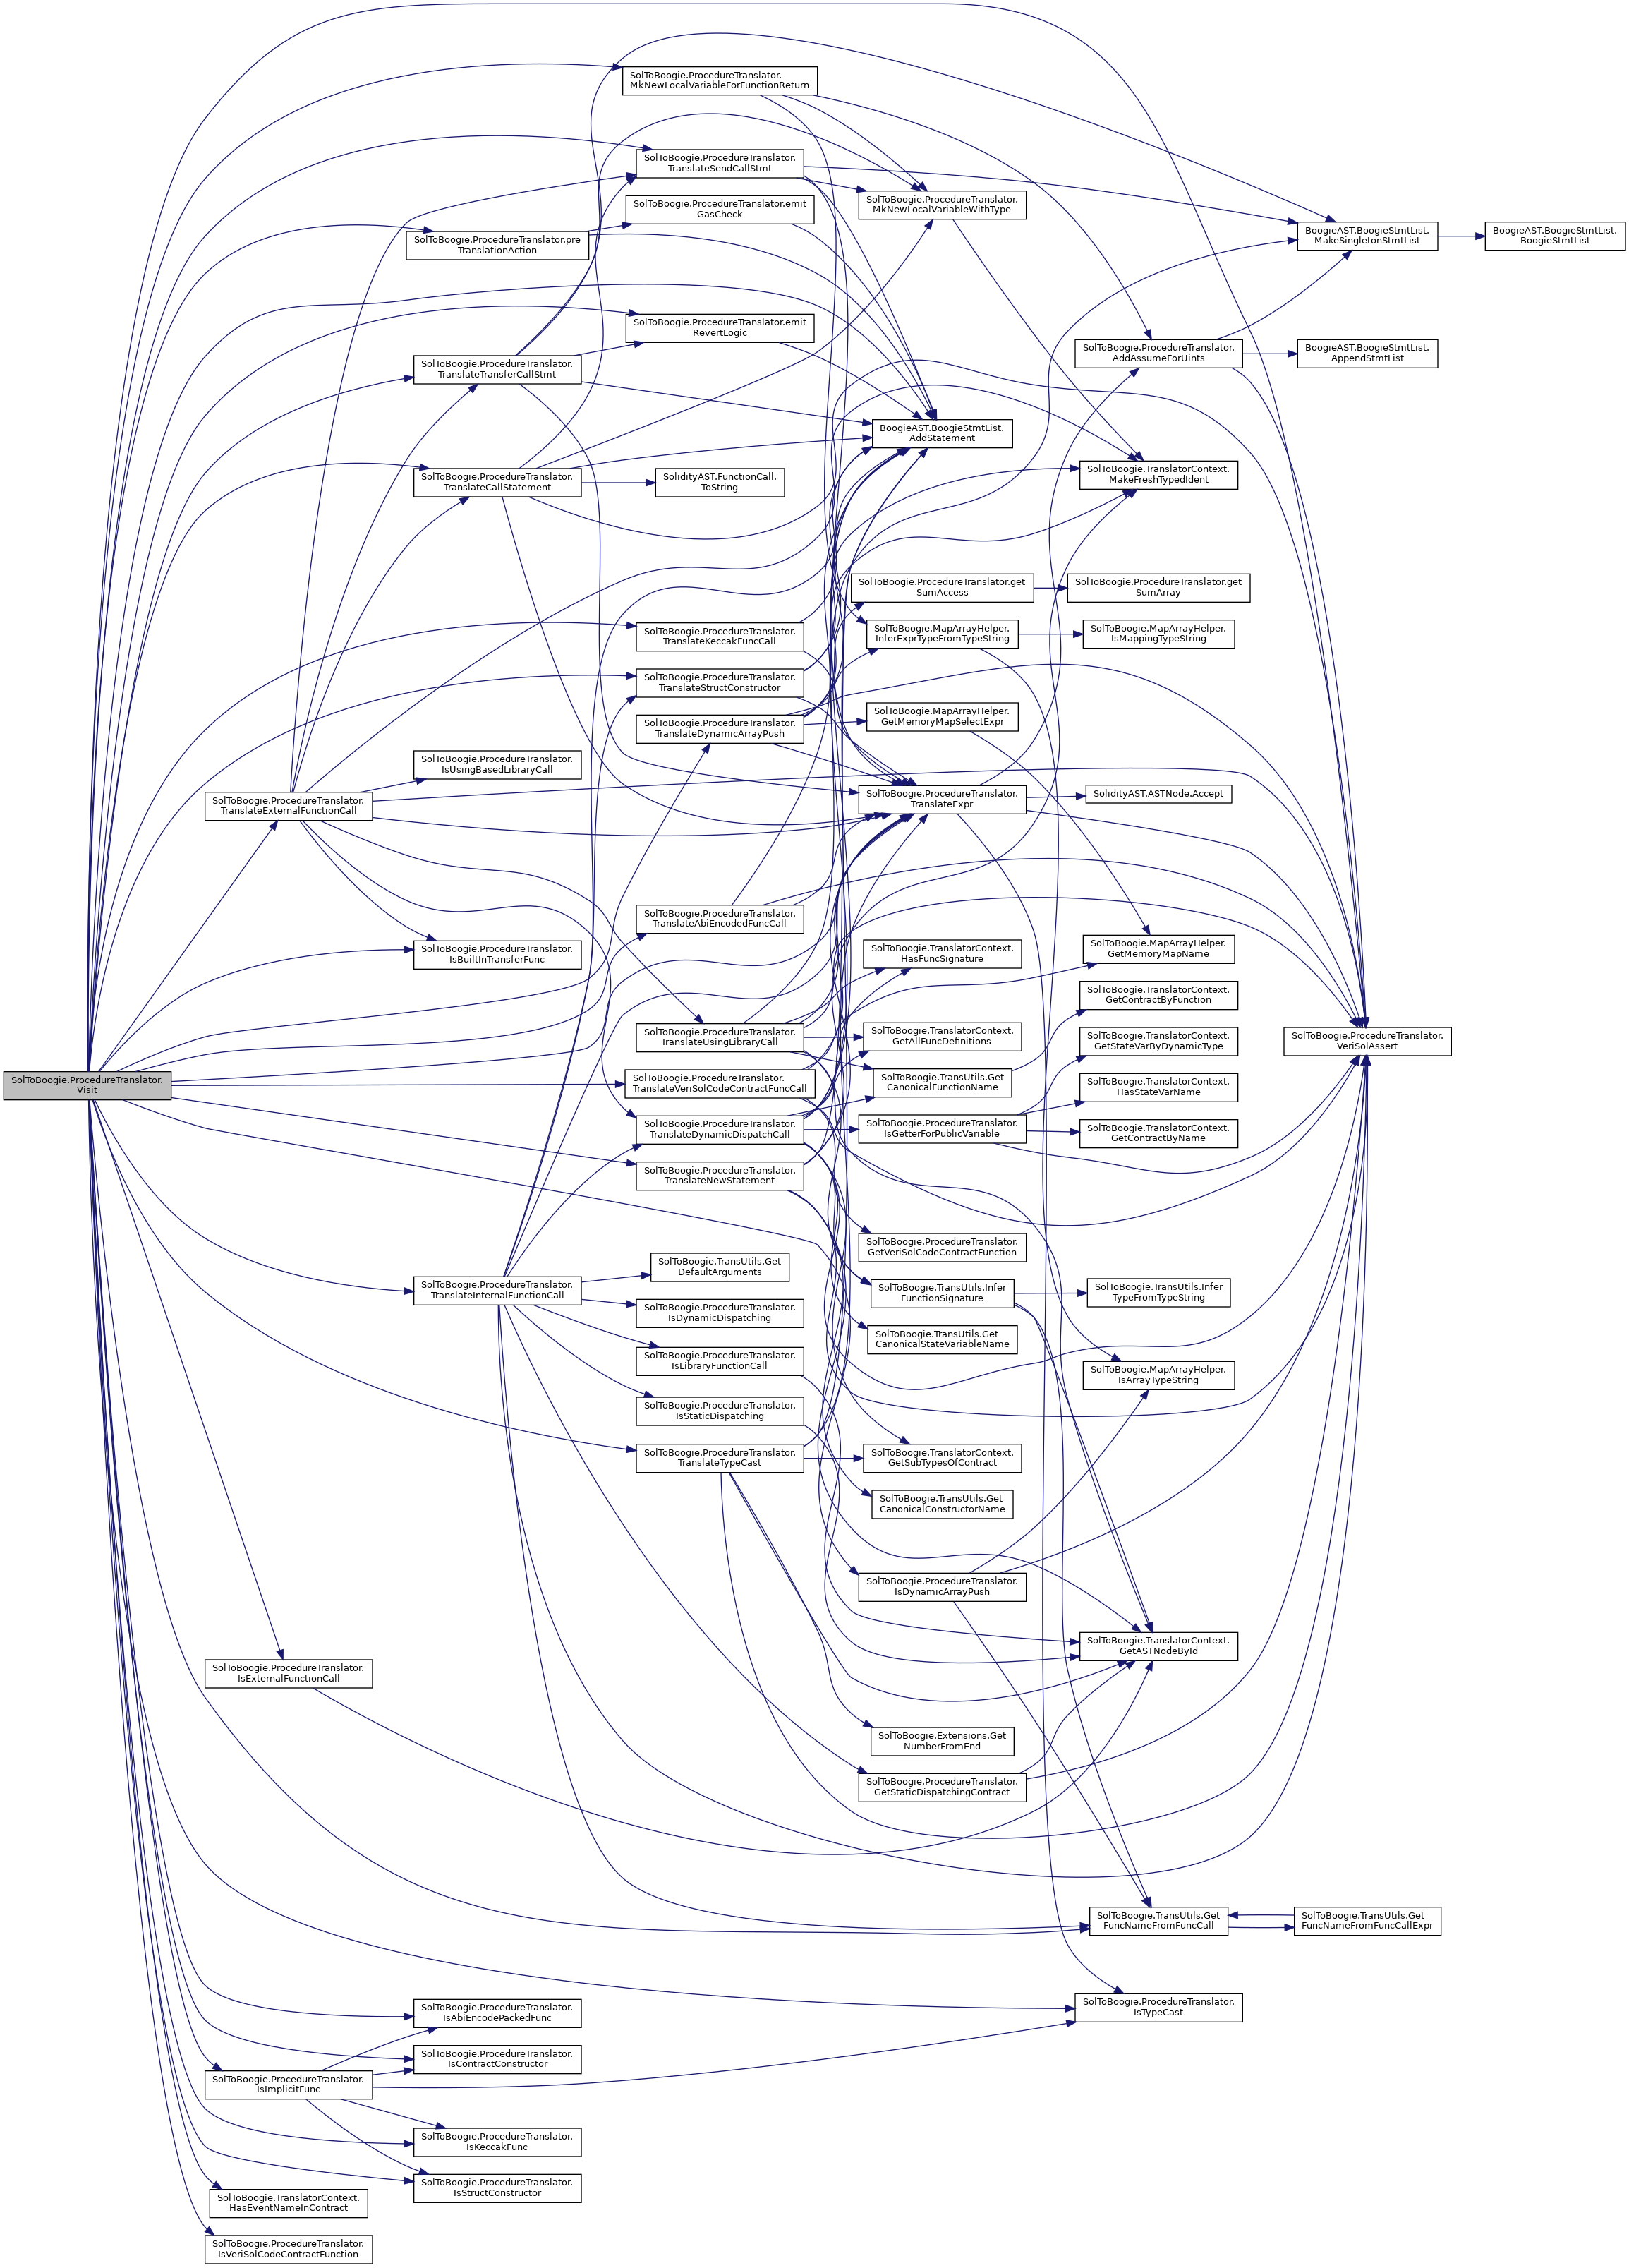 SolToBoogie.ProcedureTranslator.
Visit
SolToBoogie.ProcedureTranslator.
MkNewLocalVariableForFunctionReturn
SolToBoogie.ProcedureTranslator.
TranslateSendCallStmt
SolToBoogie.ProcedureTranslator.
MkNewLocalVariableWithType
SolToBoogie.ProcedureTranslator.emit
GasCheck
SolToBoogie.ProcedureTranslator.pre
TranslationAction
BoogieAST.BoogieStmtList.
MakeSingletonStmtList
BoogieAST.BoogieStmtList.
BoogieStmtList
SolToBoogie.ProcedureTranslator.emit
RevertLogic
SolToBoogie.ProcedureTranslator.
AddAssumeForUints
BoogieAST.BoogieStmtList.
AppendStmtList
SolToBoogie.ProcedureTranslator.
TranslateTransferCallStmt
BoogieAST.BoogieStmtList.
AddStatement
SolToBoogie.ProcedureTranslator.
TranslateCallStatement
SolidityAST.FunctionCall.
ToString
SolToBoogie.TranslatorContext.
MakeFreshTypedIdent
SolToBoogie.ProcedureTranslator.get
SumAccess
SolToBoogie.ProcedureTranslator.get
SumArray
SolToBoogie.ProcedureTranslator.
TranslateKeccakFuncCall
SolToBoogie.MapArrayHelper.
InferExprTypeFromTypeString
SolToBoogie.MapArrayHelper.
IsMappingTypeString
SolToBoogie.ProcedureTranslator.
TranslateStructConstructor
SolToBoogie.ProcedureTranslator.
TranslateDynamicArrayPush
SolToBoogie.MapArrayHelper.
GetMemoryMapSelectExpr
SolToBoogie.ProcedureTranslator.
IsUsingBasedLibraryCall
SolToBoogie.ProcedureTranslator.
TranslateExternalFunctionCall
SolToBoogie.ProcedureTranslator.
TranslateExpr
SolidityAST.ASTNode.Accept
SolToBoogie.ProcedureTranslator.
TranslateAbiEncodedFuncCall
SolToBoogie.ProcedureTranslator.
IsBuiltInTransferFunc
SolToBoogie.TranslatorContext.
HasFuncSignature
SolToBoogie.MapArrayHelper.
GetMemoryMapName
SolToBoogie.TranslatorContext.
GetContractByFunction
SolToBoogie.ProcedureTranslator.
TranslateUsingLibraryCall
SolToBoogie.TranslatorContext.
GetAllFuncDefinitions
SolToBoogie.TranslatorContext.
GetStateVarByDynamicType
SolToBoogie.ProcedureTranslator.
VeriSolAssert
SolToBoogie.ProcedureTranslator.
TranslateVeriSolCodeContractFuncCall
SolToBoogie.TransUtils.Get
CanonicalFunctionName
SolToBoogie.TranslatorContext.
HasStateVarName
SolToBoogie.ProcedureTranslator.
TranslateDynamicDispatchCall
SolToBoogie.ProcedureTranslator.
IsGetterForPublicVariable
SolToBoogie.TranslatorContext.
GetContractByName
SolToBoogie.ProcedureTranslator.
TranslateNewStatement
SolToBoogie.ProcedureTranslator.
GetVeriSolCodeContractFunction
SolToBoogie.TransUtils.Get
DefaultArguments
SolToBoogie.ProcedureTranslator.
TranslateInternalFunctionCall
SolToBoogie.TransUtils.Infer
FunctionSignature
SolToBoogie.TransUtils.Infer
TypeFromTypeString
SolToBoogie.ProcedureTranslator.
IsDynamicDispatching
SolToBoogie.TransUtils.Get
CanonicalStateVariableName
SolToBoogie.ProcedureTranslator.
IsLibraryFunctionCall
SolToBoogie.MapArrayHelper.
IsArrayTypeString
SolToBoogie.ProcedureTranslator.
IsStaticDispatching
SolToBoogie.ProcedureTranslator.
TranslateTypeCast
SolToBoogie.TranslatorContext.
GetSubTypesOfContract
SolToBoogie.TransUtils.Get
CanonicalConstructorName
SolToBoogie.ProcedureTranslator.
IsDynamicArrayPush
SolToBoogie.TranslatorContext.
GetASTNodeById
SolToBoogie.ProcedureTranslator.
IsExternalFunctionCall
SolToBoogie.Extensions.Get
NumberFromEnd
SolToBoogie.ProcedureTranslator.
GetStaticDispatchingContract
SolToBoogie.TransUtils.Get
FuncNameFromFuncCall
SolToBoogie.TransUtils.Get
FuncNameFromFuncCallExpr
SolToBoogie.ProcedureTranslator.
IsTypeCast
SolToBoogie.ProcedureTranslator.
IsAbiEncodePackedFunc
SolToBoogie.ProcedureTranslator.
IsContractConstructor
SolToBoogie.ProcedureTranslator.
IsImplicitFunc
SolToBoogie.ProcedureTranslator.
IsKeccakFunc
SolToBoogie.ProcedureTranslator.
IsStructConstructor
SolToBoogie.TranslatorContext.
HasEventNameInContract
SolToBoogie.ProcedureTranslator.
IsVeriSolCodeContractFunction